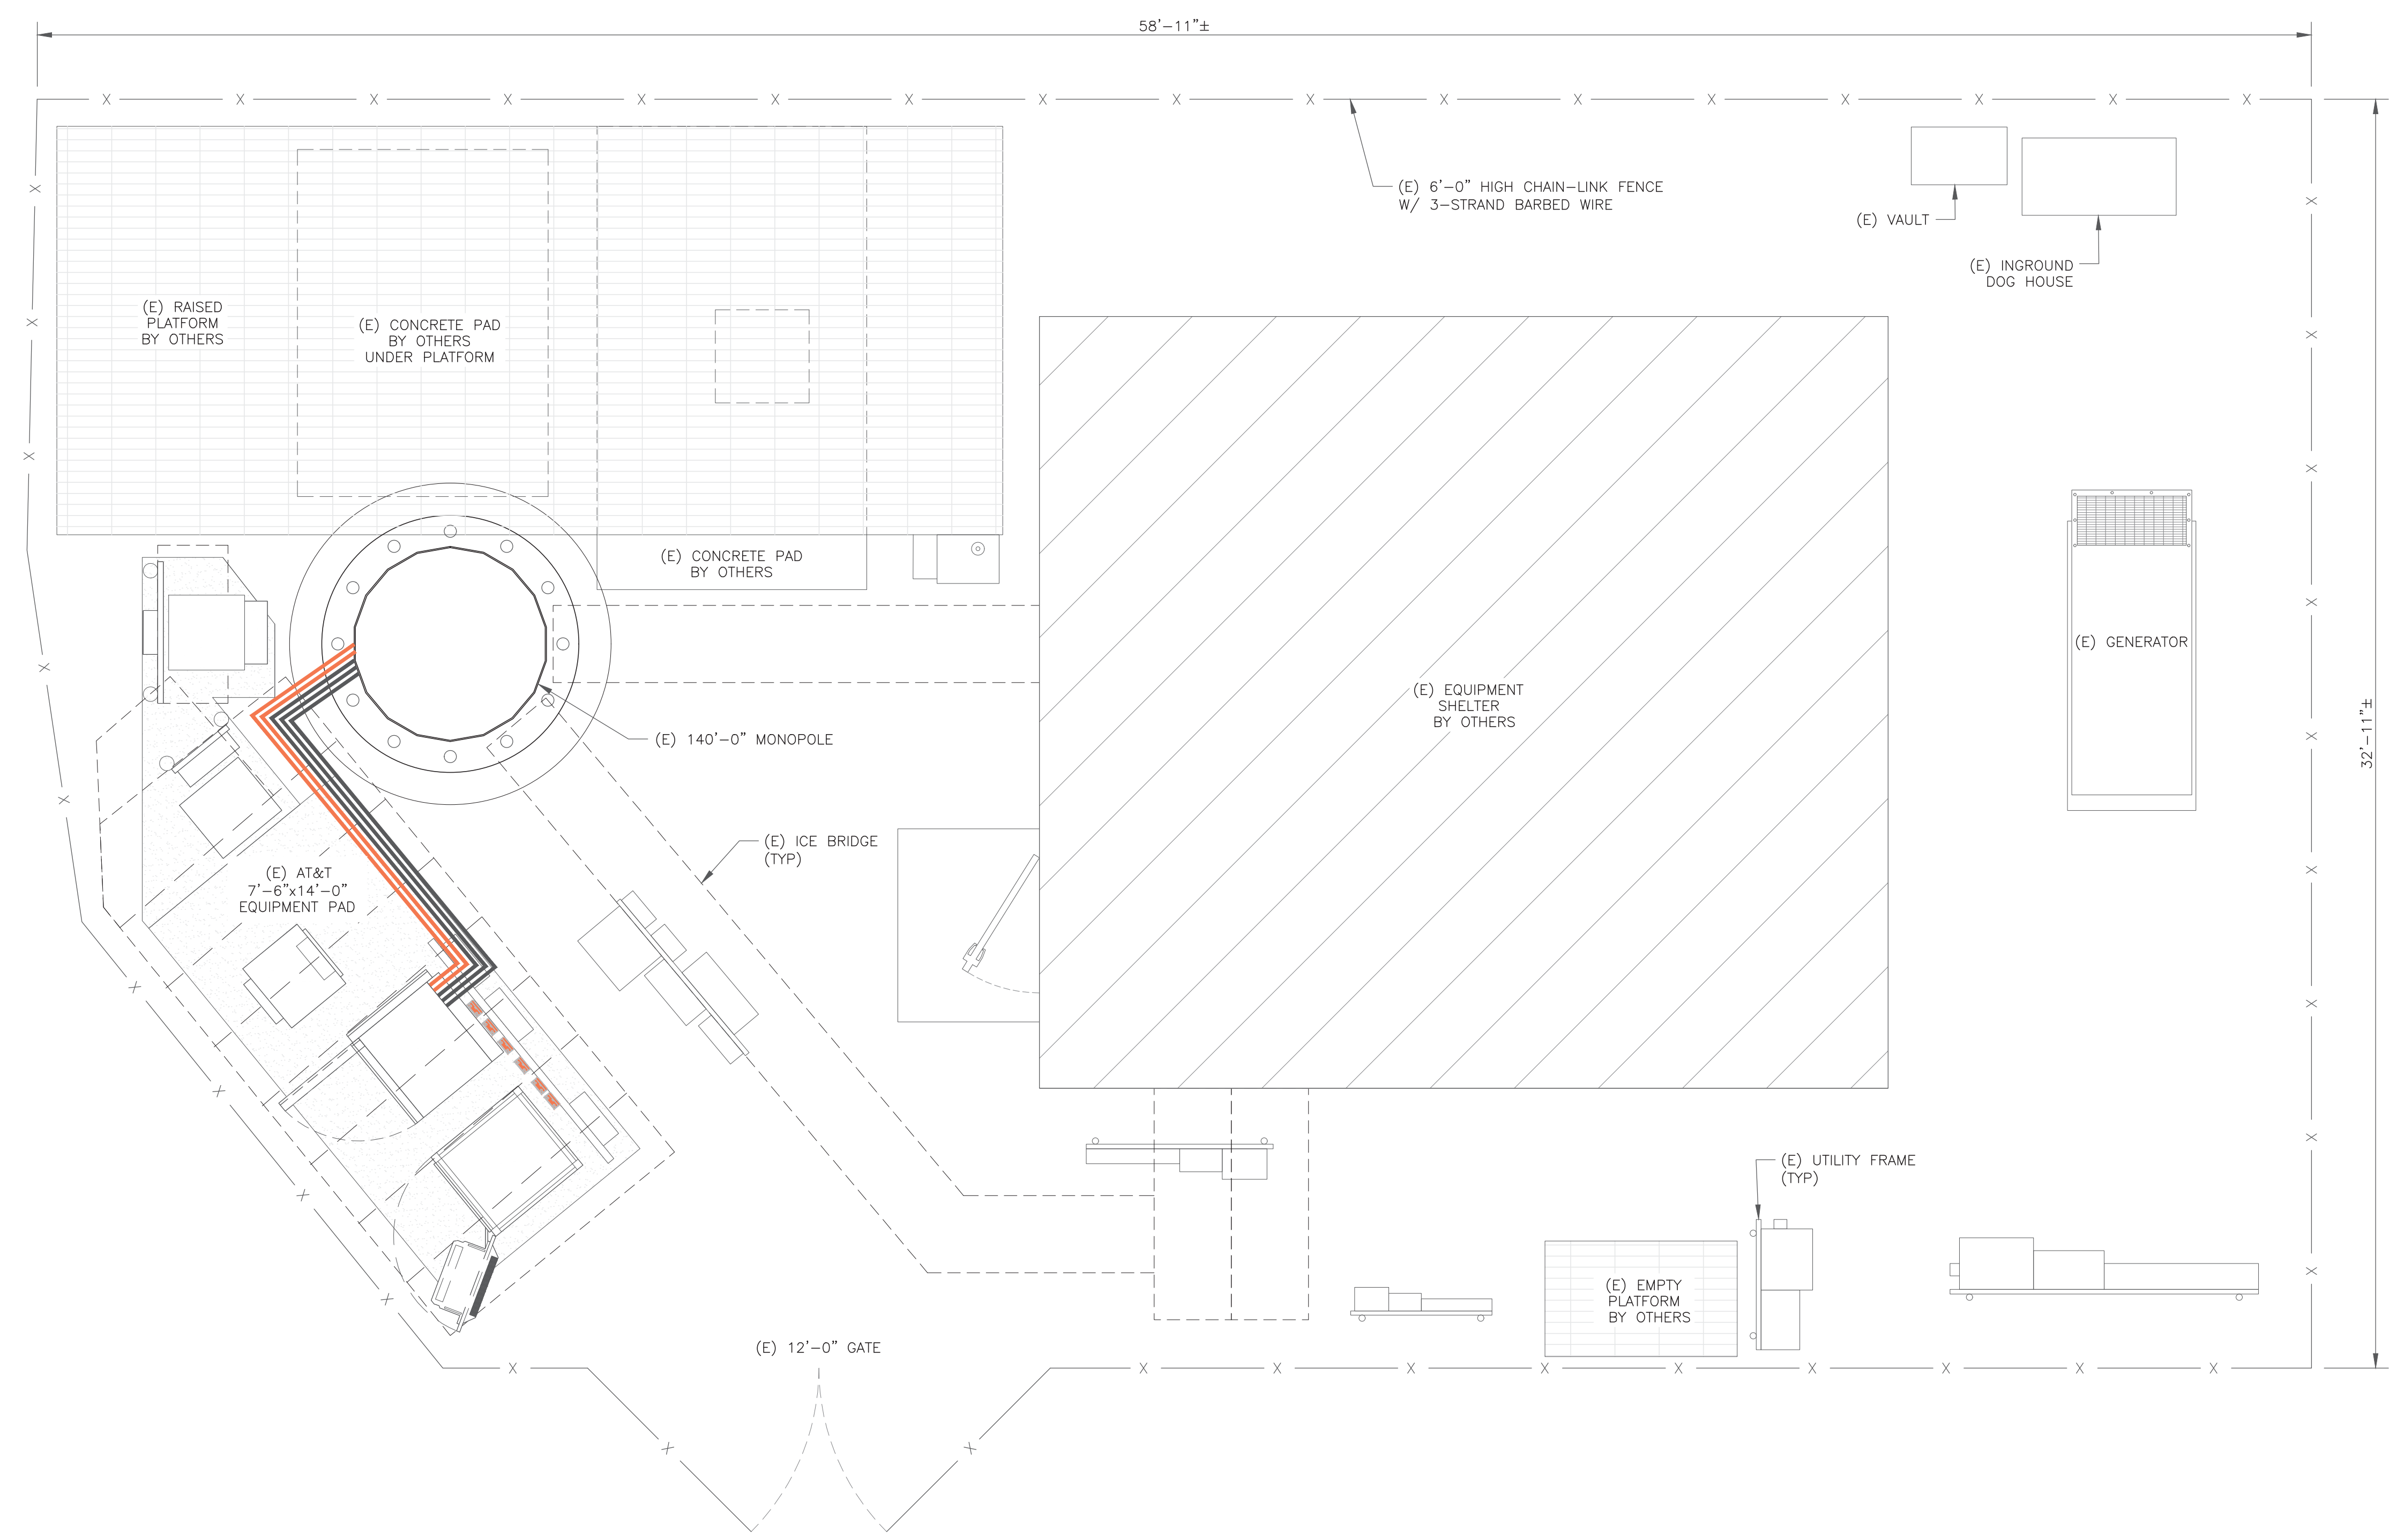 58'-11"±
(E) 6'-0" HIGH CHAIN-LINK FENCE
W/ 3-STRAND BARBED WIRE
(E) VAULT
(E) INGROUND
DOG HOUSE
(E) RAISED
PLATFORM
BY OTHERS
(E) CONCRETE PAD
BY OTHERS
UNDER PLATFORM
(E) CONCRETE PAD
BY OTHERS
(E) GENERATOR
(E) EQUIPMENT
SHELTER
BY OTHERS
32'-11"±
(E) 140'-0" MONOPOLE
(E) ICE BRIDGE
(TYP)
(E) AT&T
7'-6"x14'-0"
EQUIPMENT PAD
(E) UTILITY FRAME
(TYP)
(E) EMPTY
PLATFORM
BY OTHERS
(E) 12'-0" GATE